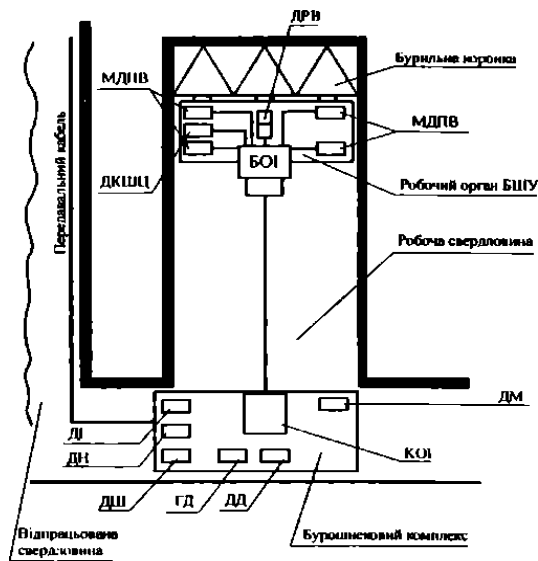 ДРВ
МДПВ
Бурильна коронка
МДПВ
БОІ
ДКШЦ
Робочий орган БШУ
Передавальний кабель
Робоча свердловина
ДМ
ДІ
ДН
КОІ
ДШ
ГД
ДД
Відпрацьована
свердловина
Бурошнековий комплекс